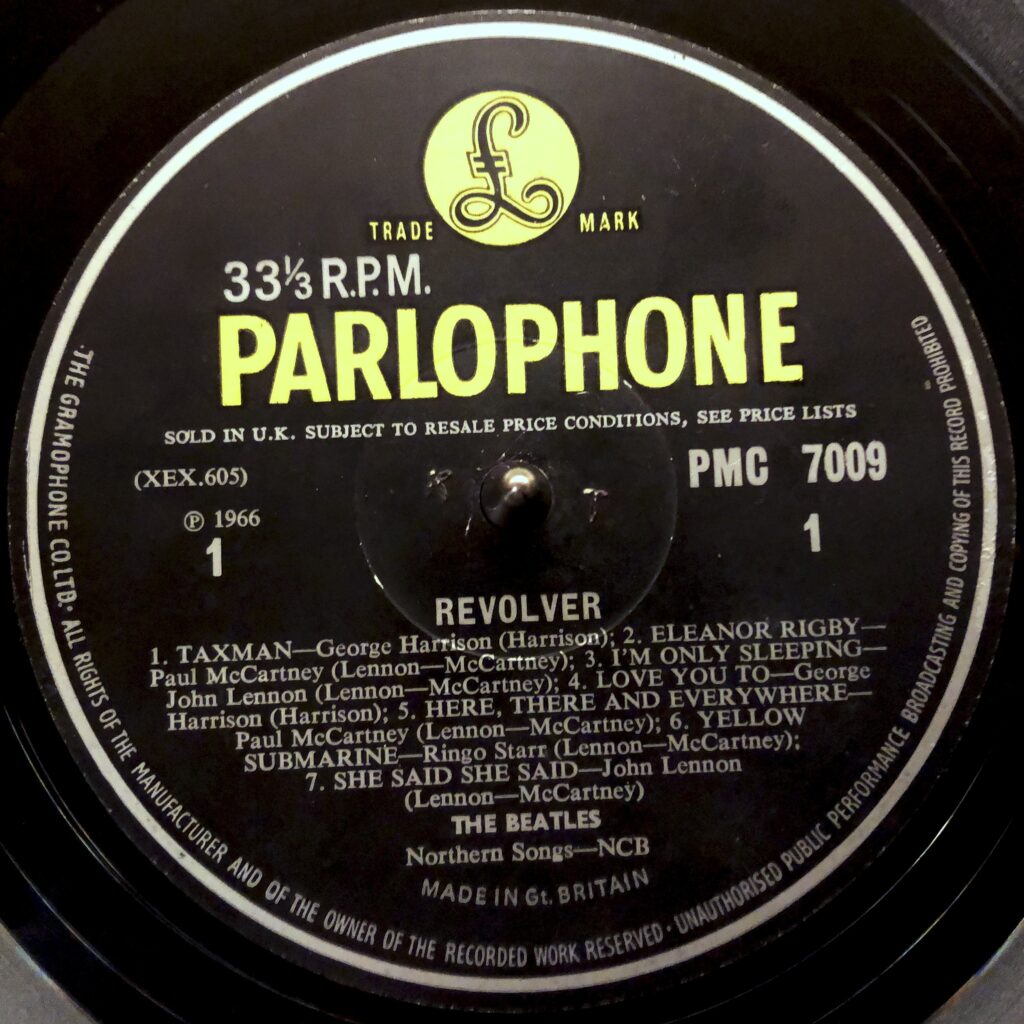 £
TRADE MARK
33⅓ R.P.M.
PARLOPHONE
SOLD IN U.K. SUBJECT TO RESALE PRICE CONDITIONS, SEE PRICE LISTS
(XEX.605)
PMC 7009
℗ 1966
1
1
R T
REVOLVER
1. TAXMAN—George Harrison (Harrison); 2. ELEANOR RIGBY—
Paul McCartney (Lennon—McCartney); 3. I'M ONLY SLEEPING—
John Lennon (Lennon—McCartney); 4. LOVE YOU TO—George
Harrison (Harrison); 5. HERE, THERE AND EVERYWHERE—
Paul McCartney (Lennon—McCartney); 6. YELLOW
SUBMARINE—Ringo Starr (Lennon—McCartney);
7. SHE SAID SHE SAID—John Lennon
(Lennon—McCartney)
THE BEATLES
Northern Songs—NCB
MADE IN Gt. BRITAIN
THE GRAMOPHONE CO. LTD. · ALL RIGHTS OF THE MANUFACTURER AND OF THE OWNER OF THE RECORDED WORK RESERVED · UNAUTHORISED PUBLIC PERFORMANCE BROADCASTING AND COPYING OF THIS RECORD PROHIBITED